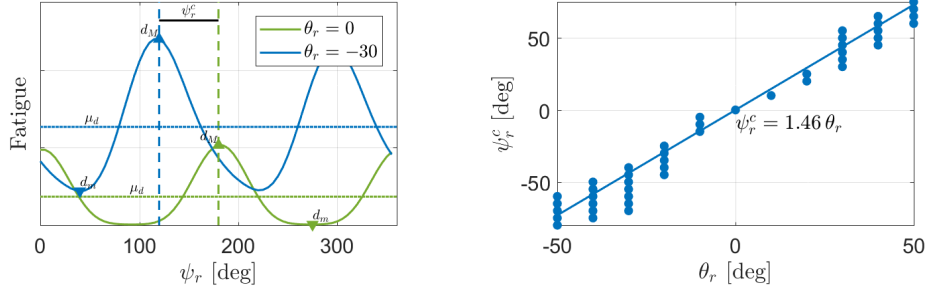 ψ_r^c
d_M
θ_r = 0
θ_r = −30
Fatigue
μ_d
d_M
d_m
μ_d
d_m
0
100
200
300
ψ_r [deg]
50
0
-50
ψ_r^c [deg]
ψ_r^c = 1.46 θ_r
-50
0
50
θ_r [deg]